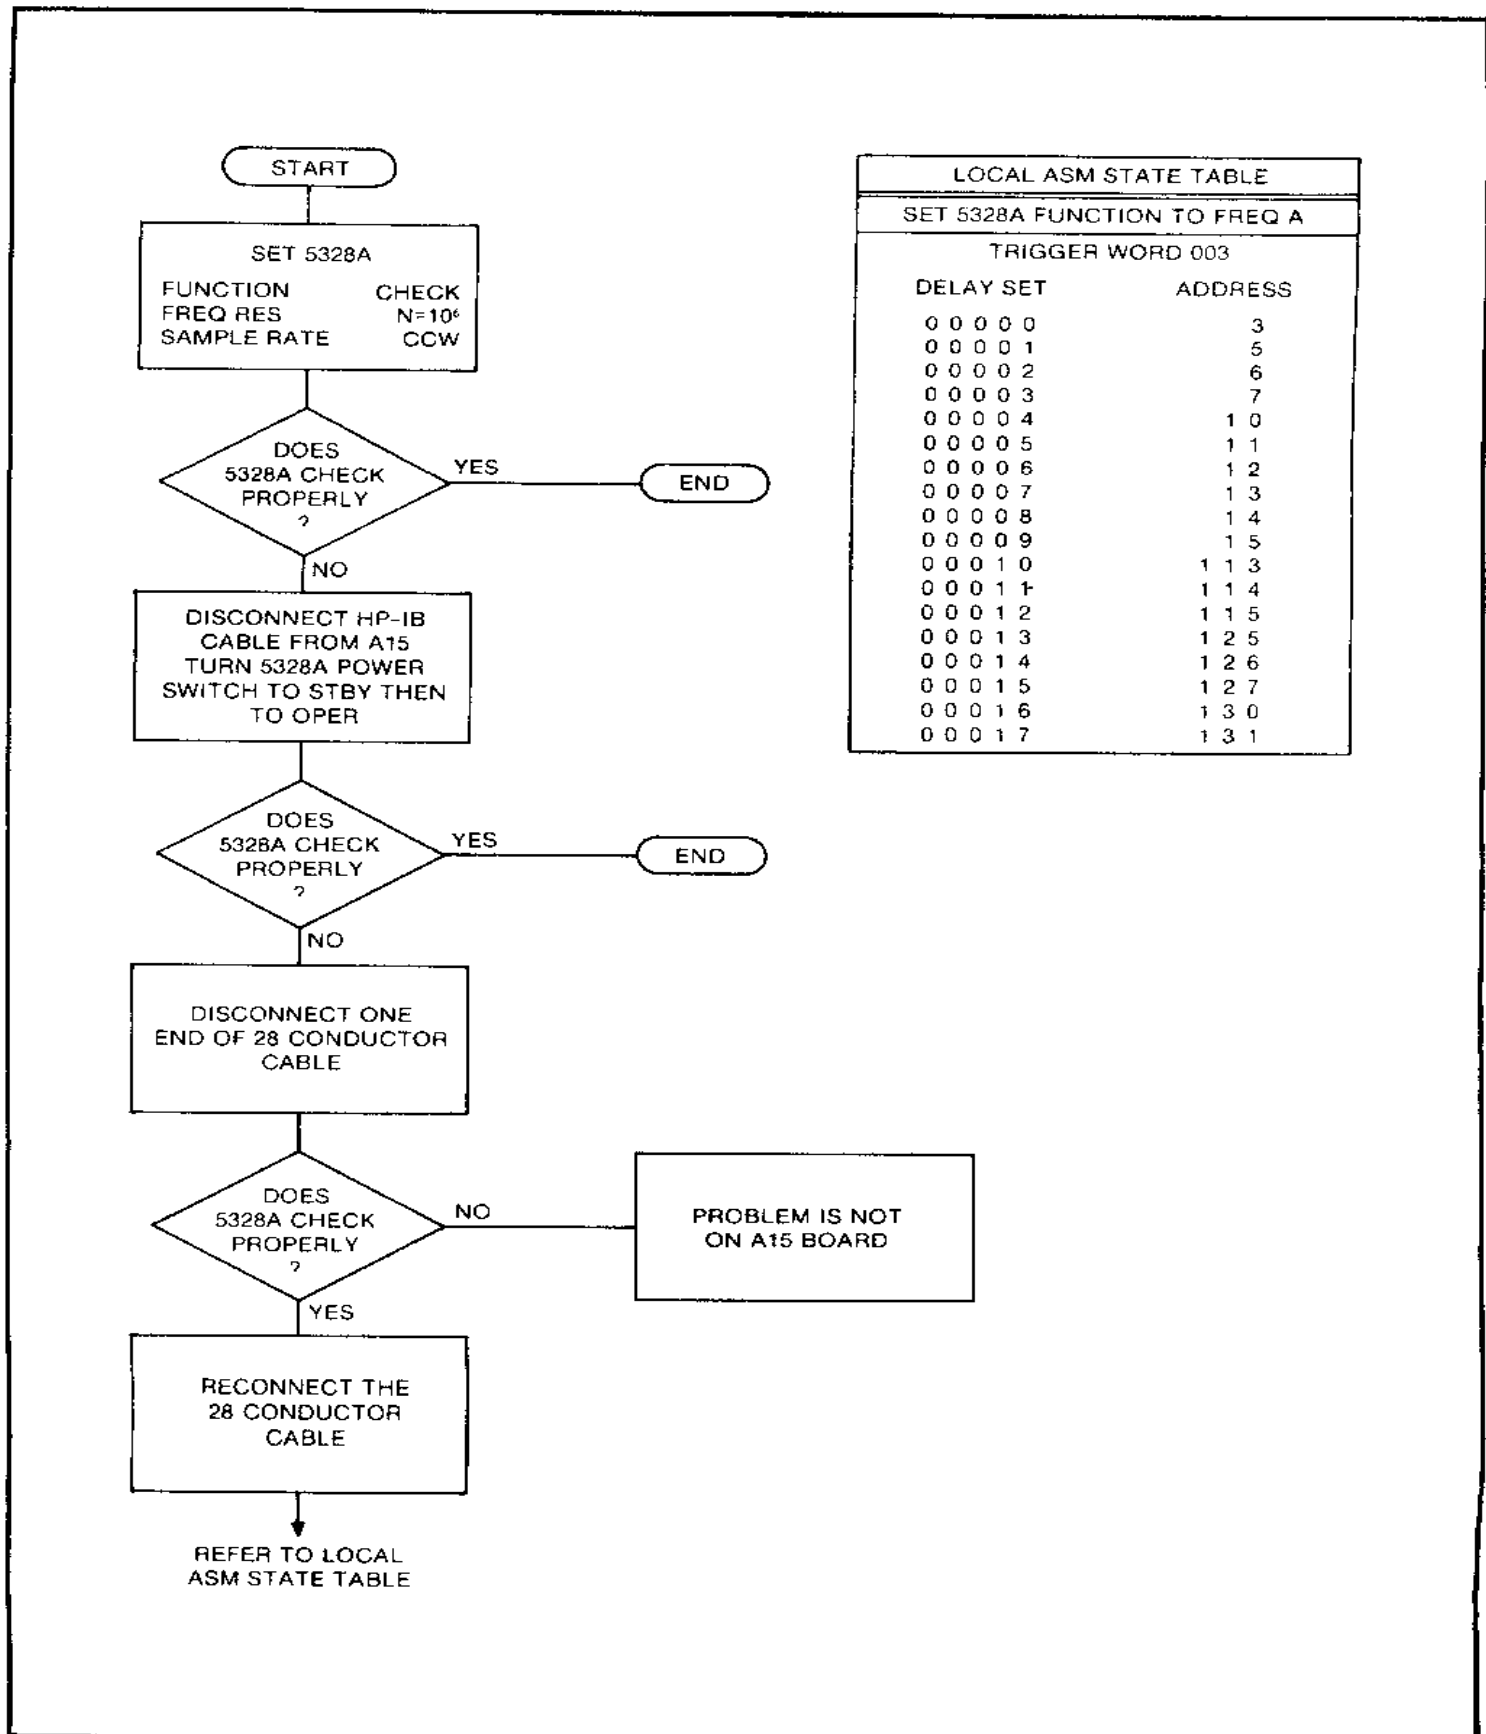 START
SET 5328A
FUNCTION CHECK
FREQ RES N=10⁶
SAMPLE RATE CCW
DOES
5328A CHECK
PROPERLY
?
YES
END
NO
DISCONNECT HP-IB
CABLE FROM A15
TURN 5328A POWER
SWITCH TO STBY THEN
TO OPER
DOES
5328A CHECK
PROPERLY
?
YES
END
NO
DISCONNECT ONE
END OF 28 CONDUCTOR
CABLE
DOES
5328A CHECK
PROPERLY
?
NO
PROBLEM IS NOT
ON A15 BOARD
YES
RECONNECT THE
28 CONDUCTOR
CABLE
REFER TO LOCAL
ASM STATE TABLE
LOCAL ASM STATE TABLE
SET 5328A FUNCTION TO FREQ A
TRIGGER WORD 003
DELAY SET ADDRESS
0 0 0 0 0 3
0 0 0 0 1 5
0 0 0 0 2 6
0 0 0 0 3 7
0 0 0 0 4 1 0
0 0 0 0 5 1 1
0 0 0 0 6 1 2
0 0 0 0 7 1 3
0 0 0 0 8 1 4
0 0 0 0 9 1 5
0 0 0 1 0 1 1 3
0 0 0 1 1 1 1 4
0 0 0 1 2 1 1 5
0 0 0 1 3 1 2 5
0 0 0 1 4 1 2 6
0 0 0 1 5 1 2 7
0 0 0 1 6 1 3 0
0 0 0 1 7 1 3 1